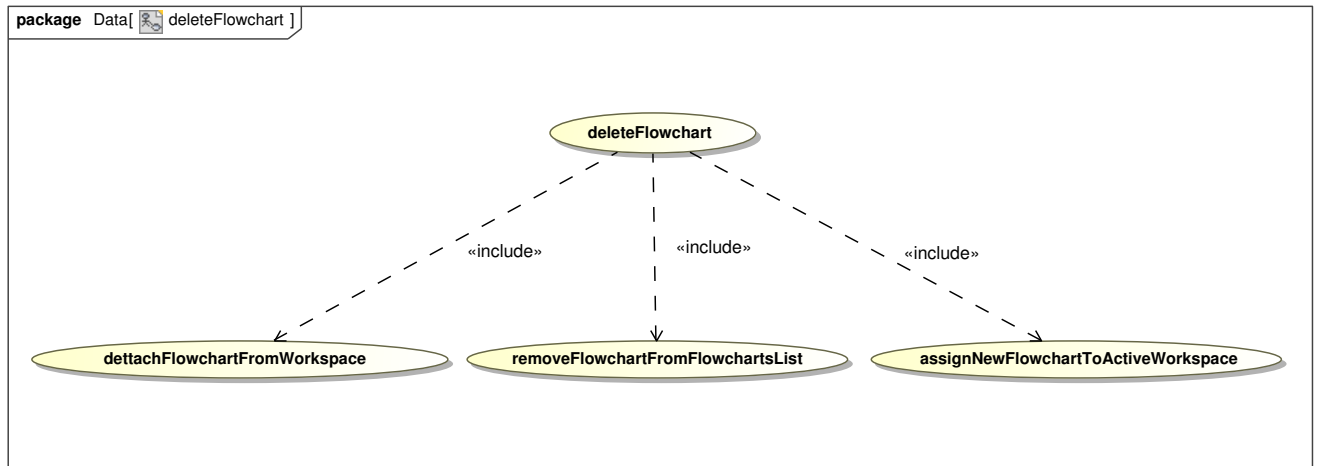 package Data[ deleteFlowchart ]
deleteFlowchart
«include» «include» «include»
dettachFlowchartFromWorkspace removeFlowchartFromFlowchartsList assignNewFlowchartToActiveWorkspace